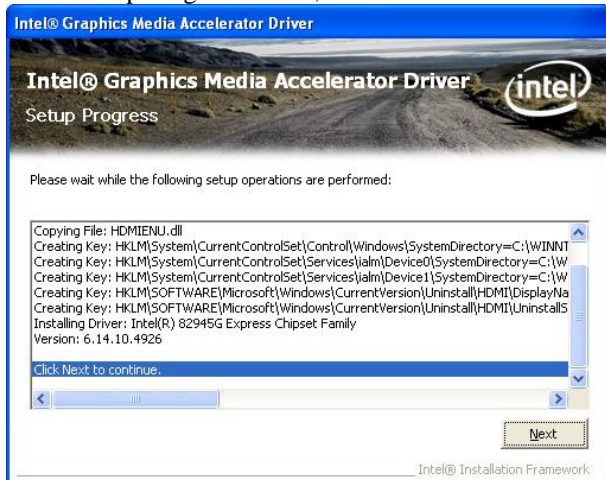 Intel® Graphics Media Accelerator Driver
Intel® Graphics Media Accelerator Driver
intel
Setup Progress
Please wait while the following setup operations are performed:
Copying File: HDMIENU.dll
Creating Key: HKLM\System\CurrentControlSet\Control\Windows\SystemDirectory=C:\WINNT
Creating Key: HKLM\System\CurrentControlSet\Services\ialm\Device0\SystemDirectory=C:\W
Creating Key: HKLM\System\CurrentControlSet\Services\ialm\Device1\SystemDirectory=C:\W
Creating Key: HKLM\SOFTWARE\Microsoft\Windows\CurrentVersion\Uninstall\HDMI\DisplayNa
Creating Key: HKLM\SOFTWARE\Microsoft\Windows\CurrentVersion\Uninstall\HDMI\UninstallS
Installing Driver: Intel(R) 82945G Express Chipset Family
Version: 6.14.10.4926
Click Next to continue.
Next
Intel® Installation Framework